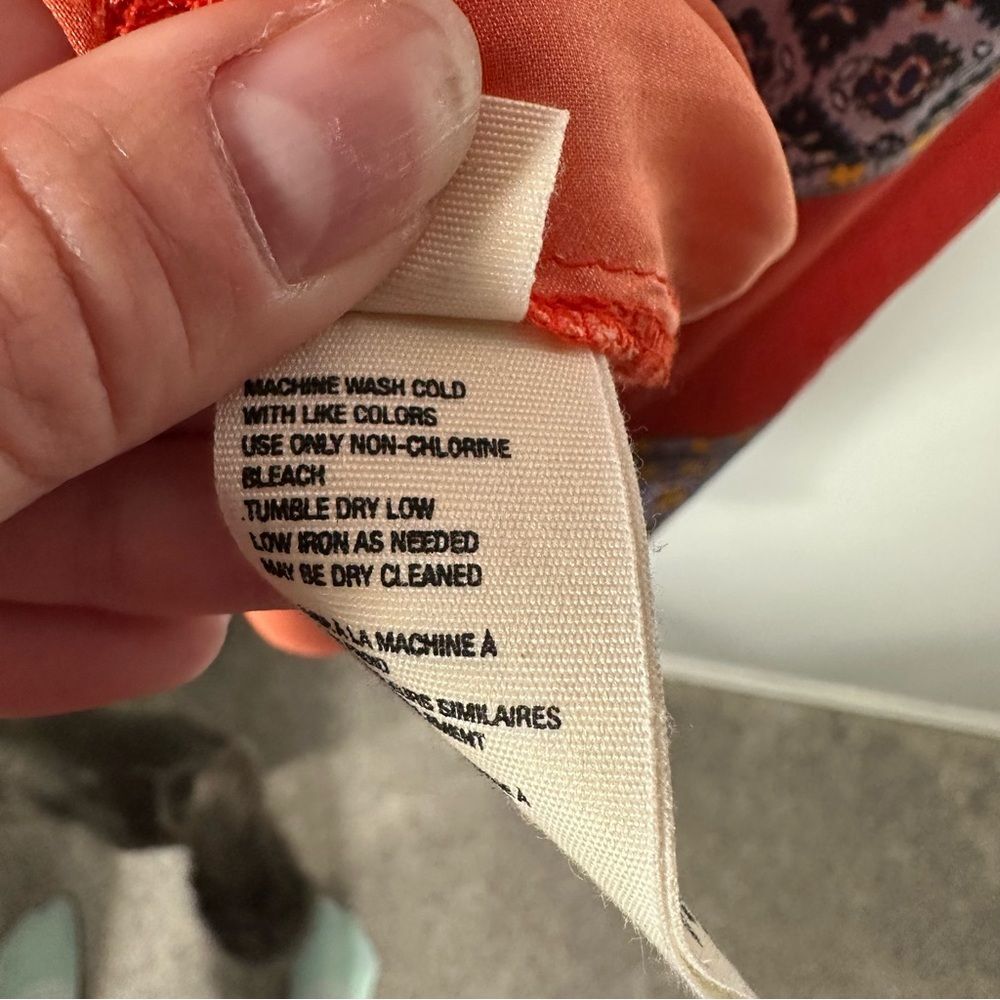 MACHINE WASH COLD
WITH LIKE COLORS
USE ONLY NON-CHLORINE
BLEACH
TUMBLE DRY LOW
LOW IRON AS NEEDED
MAY BE DRY CLEANED
À LA MACHINE À
SIMILAIRES